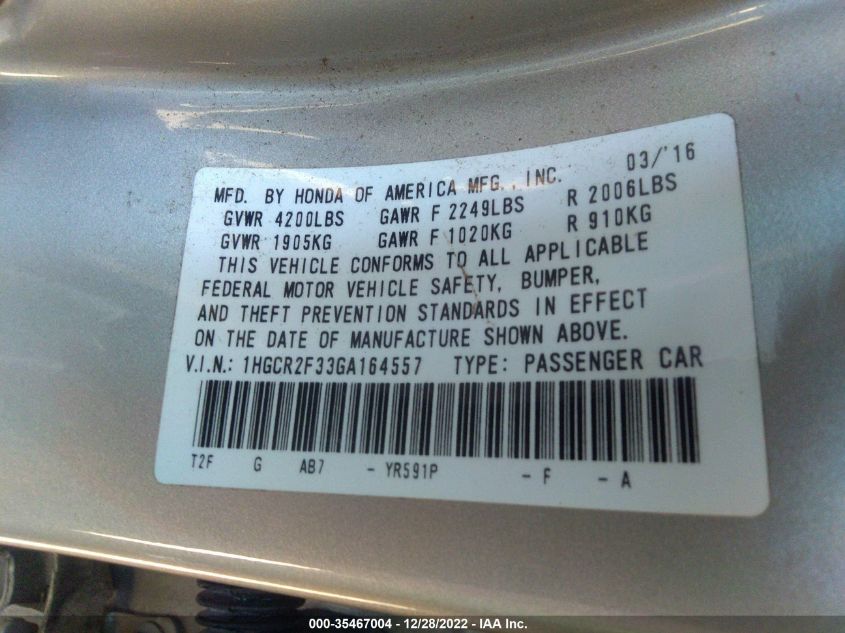 MFD. BY HONDA OF AMERICA MFG., INC. 03/'16
GVWR 4200LBS GAWR F 2249LBS R 2006LBS
GVWR 1905KG GAWR F 1020KG R 910KG
THIS VEHICLE CONFORMS TO ALL APPLICABLE
FEDERAL MOTOR VEHICLE SAFETY, BUMPER,
AND THEFT PREVENTION STANDARDS IN EFFECT
ON THE DATE OF MANUFACTURE SHOWN ABOVE.
V.I.N.: 1HGCR2F33GA164557 TYPE: PASSENGER CAR
T2F G AB7 - YR591P - F - A
000-35467004 - 12/28/2022 - IAA Inc.